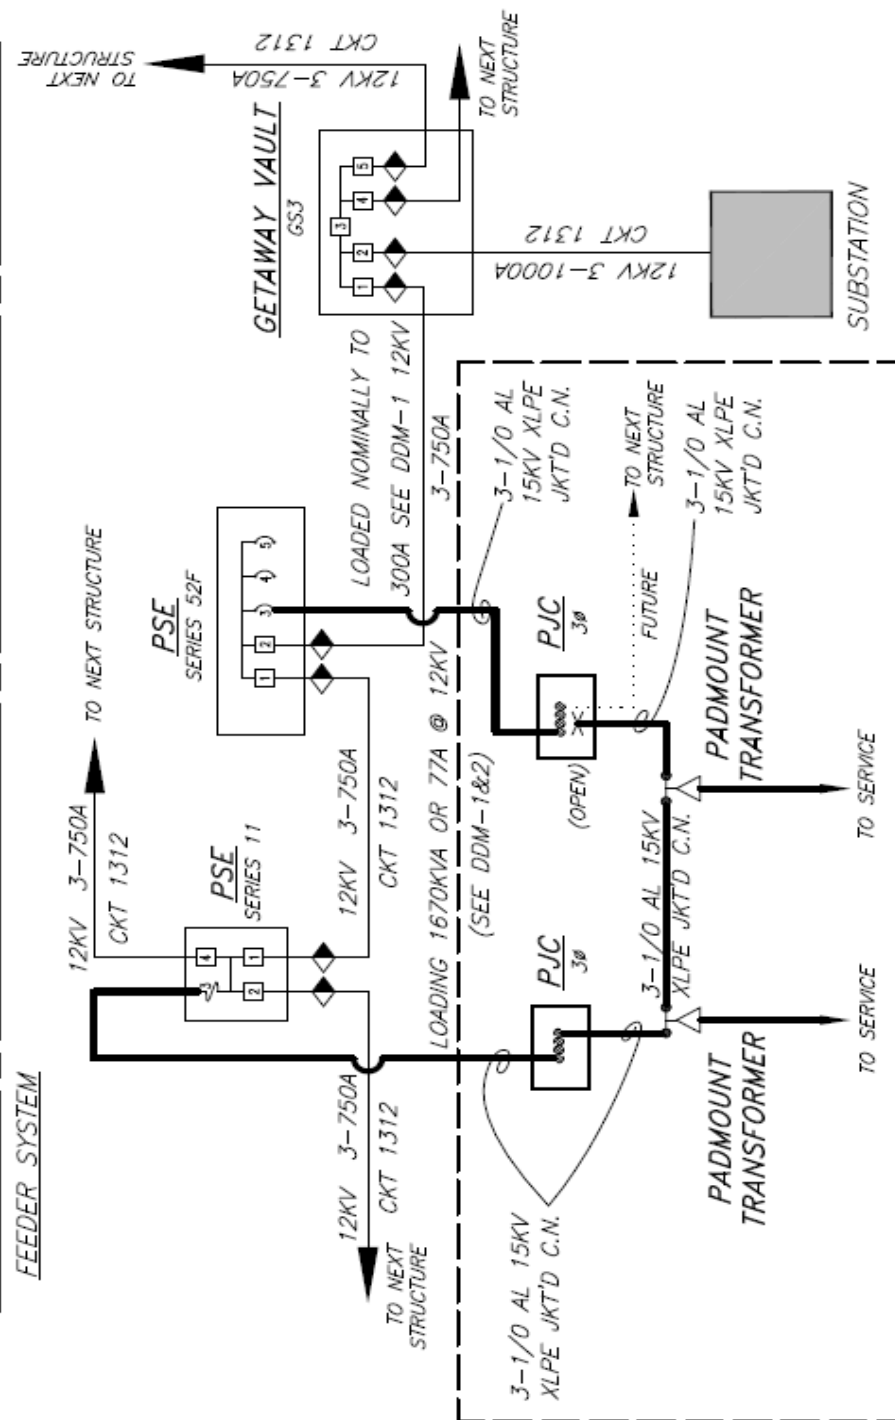 FEEDER SYSTEM
12KV 3-750A
CKT 1312
TO NEXT STRUCTURE
PSE
SERIES 11
4
3
1
2
12KV 3-750A
CKT 1312
TO NEXT
STRUCTURE
12KV 3-750A
CKT 1312
PSE
SERIES 52F
1
2
3
4
5
LOADED NOMINALLY TO
300A SEE DDM-1 12KV
3-750A
GETAWAY VAULT
GS3
1
2
3
4
5
TO NEXT
STRUCTURE
12KV 3-750A
CKT 1312
TO NEXT
STRUCTURE
12KV 3-1000A
CKT 1312
SUBSTATION
LOADING 1670KVA OR 77A @ 12KV
(SEE DDM-1&2)
3-1/0 AL 15KV
XLPE JKT'D C.N.
PJC
3ø
PJC
3ø
(OPEN)
3-1/0 AL
15KV XLPE
JKT'D C.N.
FUTURE
TO NEXT
STRUCTURE
3-1/0 AL
15KV XLPE
JKT'D C.N.
3-1/0 AL 15KV
XLPE JKT'D C.N.
PADMOUNT
TRANSFORMER
TO SERVICE
PADMOUNT
TRANSFORMER
TO SERVICE